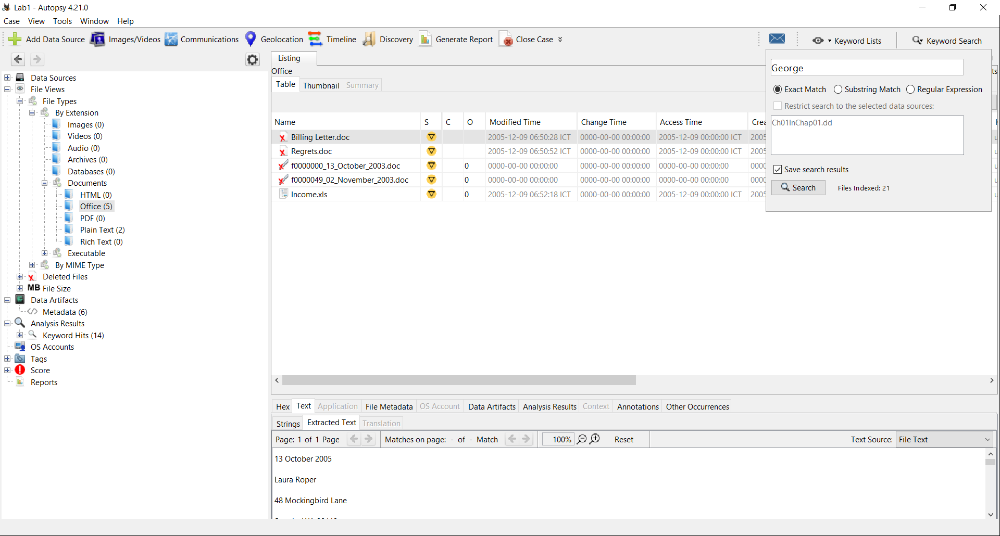 Lab1 - Autopsy 4.21.0
Case View Tools Window Help
Add Data Source Images/Videos Communications Geolocation Timeline Discovery Generate Report Close Case Keyword Lists Keyword Search
Listing
Office
Table Thumbnail Summary
Name S C O Modified Time Change Time Access Time Crea
Billing Letter.doc 2005-12-09 06:50:28 ICT 0000-00-00 00:00:00 2005-12-09 00:00:00 ICT 2005
Regrets.doc 2005-12-09 06:50:52 ICT 0000-00-00 00:00:00 2005-12-09 00:00:00 ICT 2005
f0000000_13_October_2003.doc 0 0000-00-00 00:00:00 0000-00-00 00:00:00 0000-00-00 00:00:00 0000
f0000049_02_November_2003.doc 0 0000-00-00 00:00:00 0000-00-00 00:00:00 0000-00-00 00:00:00 0000
Income.xls 0 2005-12-09 06:52:18 ICT 0000-00-00 00:00:00 2005-12-09 00:00:00 ICT 2005
George
Exact Match Substring Match Regular Expression
Restrict search to the selected data sources:
Ch01InChap01.dd
Save search results
Search Files Indexed: 21
Data Sources
File Views
File Types
By Extension
Images (0)
Videos (0)
Audio (0)
Archives (0)
Databases (0)
Documents
HTML (0)
Office (5)
PDF (0)
Plain Text (2)
Rich Text (0)
Executable
By MIME Type
Deleted Files
MB File Size
Data Artifacts
Metadata (6)
Analysis Results
Keyword Hits (14)
OS Accounts
Tags
Score
Reports
Hex Text Application File Metadata OS Account Data Artifacts Analysis Results Context Annotations Other Occurrences
Strings Extracted Text Translation
Page: 1 of 1 Page Matches on page: - of - Match 100% Reset Text Source: File Text
13 October 2005
Laura Roper
48 Mockingbird Lane